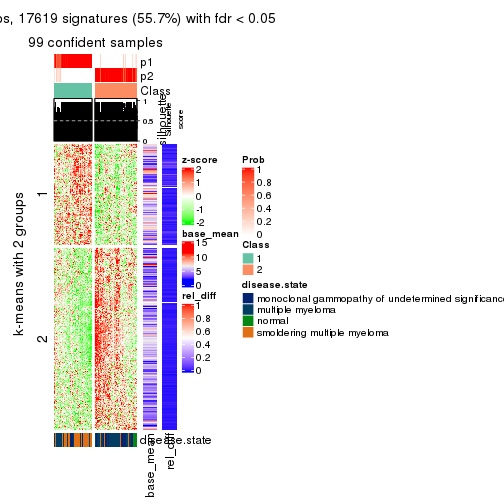 ps, 17619 signatures (55.7%) with fdr < 0.05
99 confident samples
p1
p2
Class
1
0.5
0
silhouette
Silhouette
score
k-means with 2 groups
1
2
z-score
2
1
0
-1
-2
base_mean
15
10
5
0
rel_diff
1
0.8
0.6
0.4
0.2
0
Prob
1
0.8
0.6
0.4
0.2
0
Class
1
2
disease.state
monoclonal gammopathy of undetermined significance
multiple myeloma
normal
smoldering multiple myeloma
disease.state
base_mean
rel_diff